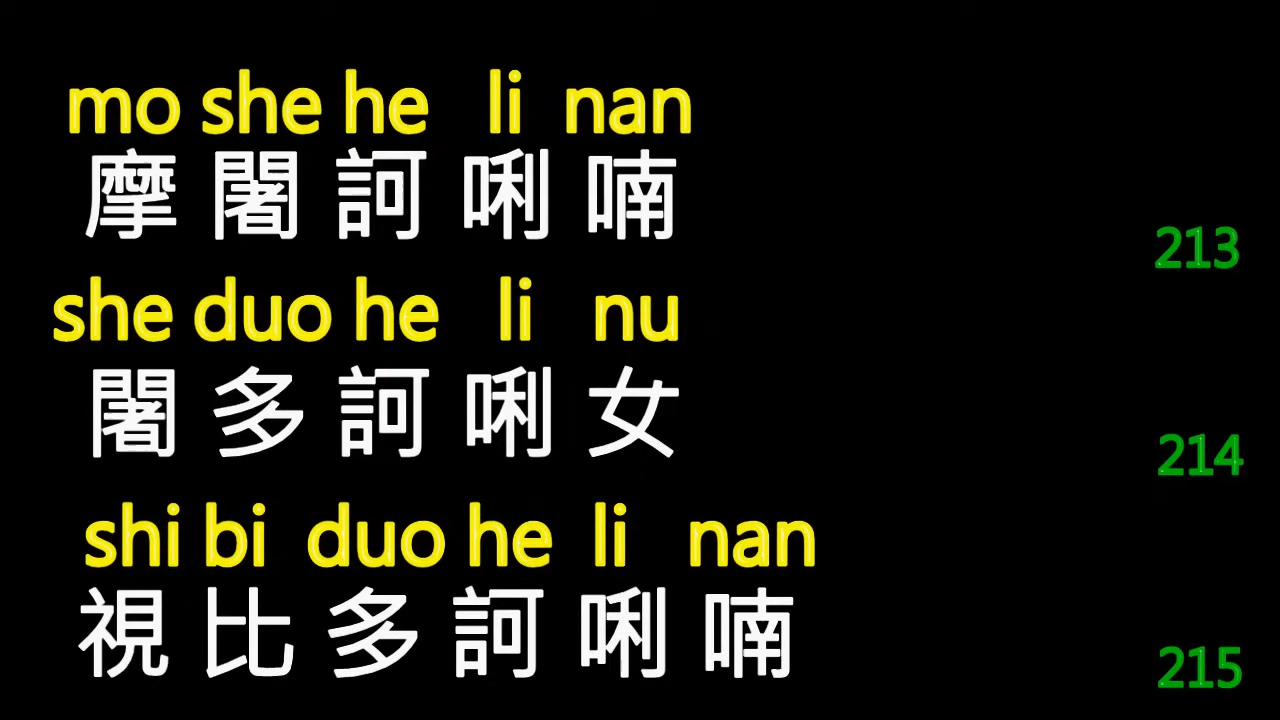 mo she he li nan
摩 闍 訶 唎 喃
213
she duo he li nu
闍 多 訶 唎 女
214
shi bi duo he li nan
視 比 多 訶 唎 喃
215